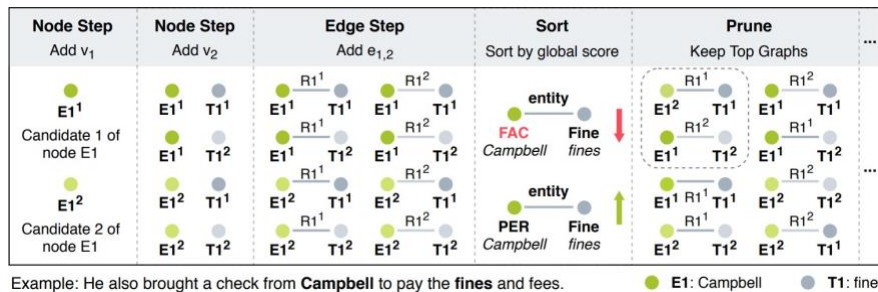 Node Step
Add v₁
E1¹
Candidate 1 of
node E1
E1²
Candidate 2 of
node E1
Node Step
Add v₂
E1¹ T1¹
E1¹ T1²
E1² T1¹
E1² T1²
Edge Step
Add e₁,₂
R1¹ R1²
E1¹ T1¹ E1¹ T1¹
R1¹ R1²
E1¹ T1² E1¹ T1²
R1¹ R1²
E1² T1¹ E1² T1¹
R1¹ R1²
E1² T1² E1² T1²
Sort
Sort by global score
entity
FAC Fine
Campbell fines
entity
PER Fine
Campbell fines
Prune
Keep Top Graphs
R1¹ R1²
E1² T1¹ E1¹ T1²
R1² R1¹
E1¹ T1² E1¹ T1²
R1²
E1¹ R1¹ T1¹ E1² T1²
R1¹ R1²
E1² T1² E1² T1¹
...
...
Example: He also brought a check from Campbell to pay the fines and fees.
E1: Campbell T1: fine